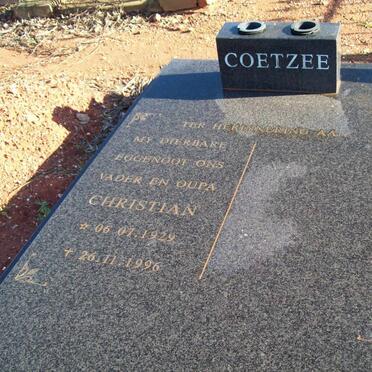 COETZEE
TER HERINNERING AAN
MY DIERBARE
EGGENOOT ONS
VADER EN OUPA
CHRISTIAN
* 06.07.1929
† 26.11.1996